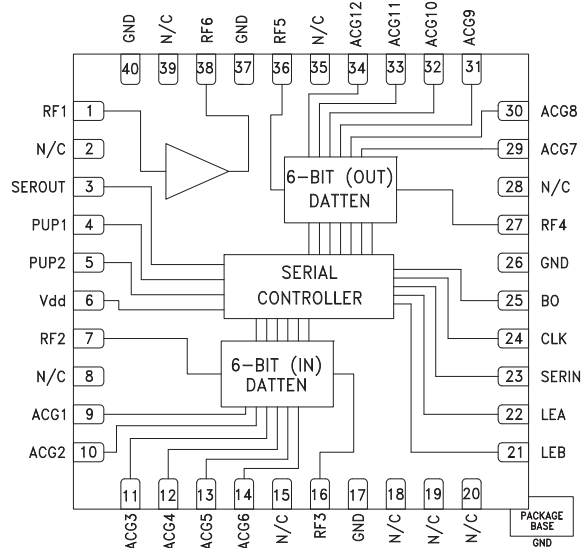 GND
N/C
RF6
GND
RF5
N/C
ACG12
ACG11
ACG10
ACG9
40
39
38
37
36
35
34
33
32
31
RF1 1
30 ACG8
N/C 2
29 ACG7
SEROUT 3
28 N/C
6-BIT (OUT)
DATTEN
PUP1 4
27 RF4
PUP2 5
26 GND
SERIAL
CONTROLLER
Vdd 6
25 BO
RF2 7
24 CLK
6-BIT (IN)
DATTEN
N/C 8
23 SERIN
ACG1 9
22 LEA
ACG2 10
21 LEB
11
12
13
14
15
16
17
18
19
20
ACG3
ACG4
ACG5
ACG6
N/C
RF3
GND
N/C
N/C
N/C
PACKAGE
BASE
GND